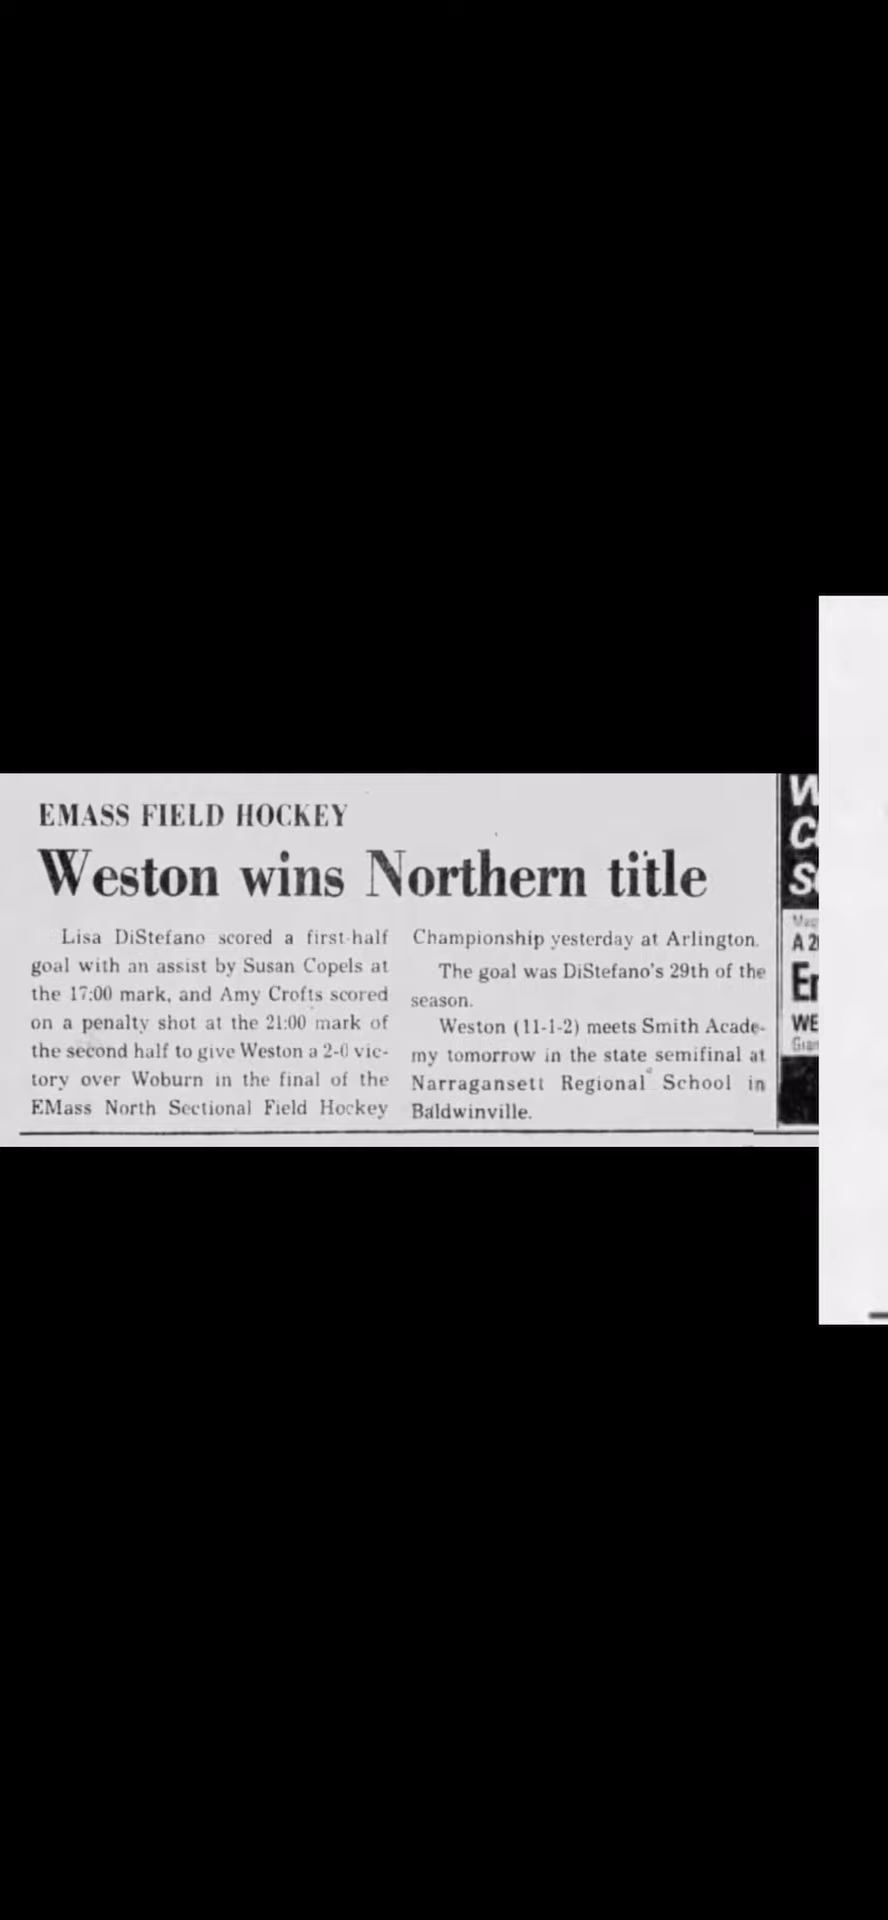 EMASS FIELD HOCKEY
Weston wins Northern title
Lisa DiStefano scored a first-half
goal with an assist by Susan Copels at
the 17:00 mark, and Amy Crofts scored
on a penalty shot at the 21:00 mark of
the second half to give Weston a 2-0 vic-
tory over Woburn in the final of the
EMass North Sectional Field Hockey
Championship yesterday at Arlington.
The goal was DiStefano's 29th of the
season.
Weston (11-1-2) meets Smith Acade-
my tomorrow in the state semifinal at
Narragansett Regional School in
Baldwinville.
W
C
S
A 2
WE